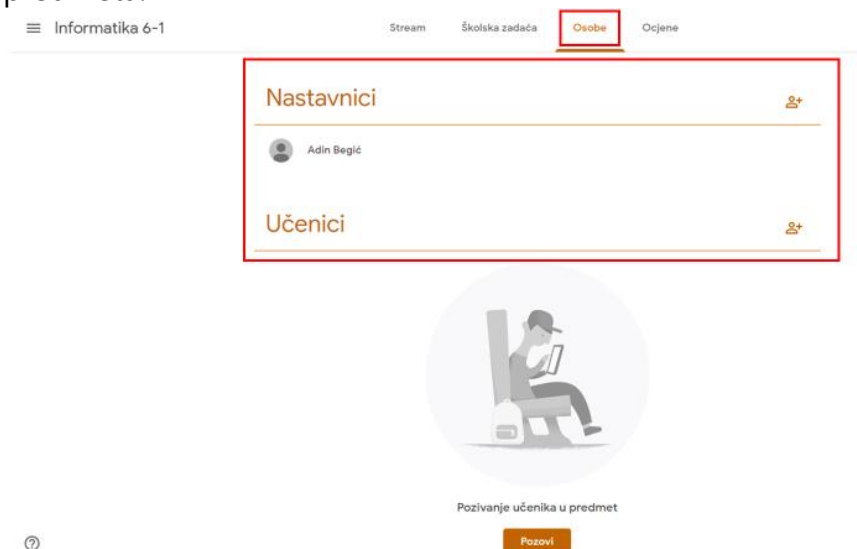 Informatika 6-1
Stream Školska zadaća Osobe Ocjene
Nastavnici
Adin Begić
Učenici
Pozivanje učenika u predmet
Pozovi